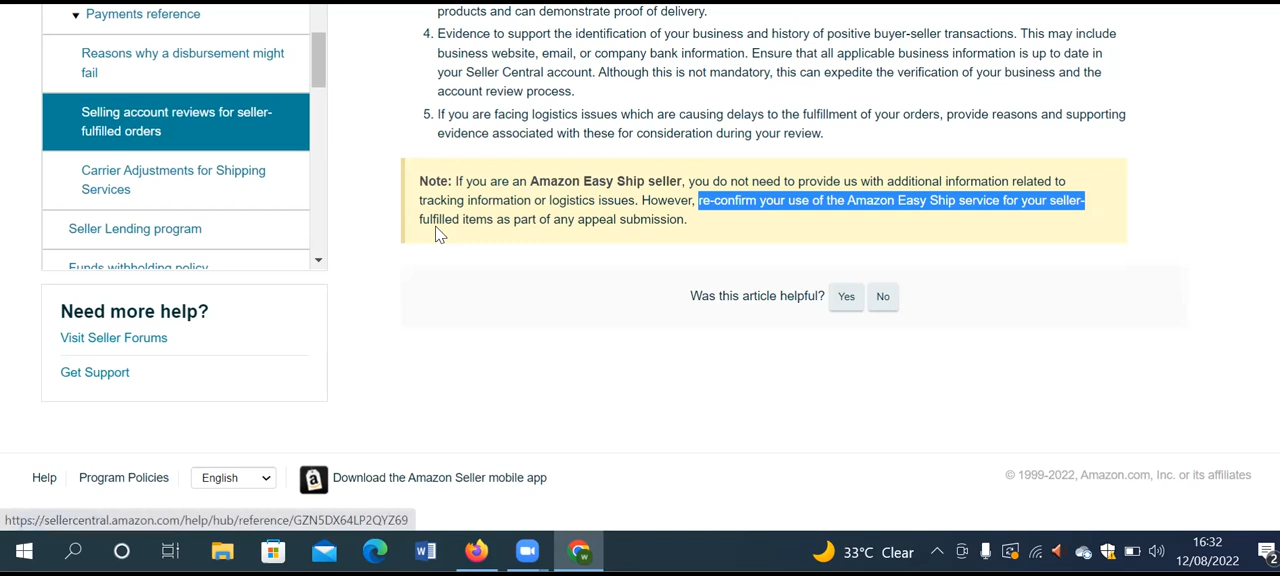 Payments reference
Reasons why a disbursement might
fail
Selling account reviews for seller-
fulfilled orders
Carrier Adjustments for Shipping
Services
Seller Lending program
Funds withholding policy
Need more help?
Visit Seller Forums
Get Support
products and can demonstrate proof of delivery.
4. Evidence to support the identification of your business and history of positive buyer-seller transactions. This may include
business website, email, or company bank information. Ensure that all applicable business information is up to date in
your Seller Central account. Although this is not mandatory, this can expedite the verification of your business and the
account review process.
5. If you are facing logistics issues which are causing delays to the fulfillment of your orders, provide reasons and supporting
evidence associated with these for consideration during your review.
Note: If you are an Amazon Easy Ship seller, you do not need to provide us with additional information related to
tracking information or logistics issues. However, re-confirm your use of the Amazon Easy Ship service for your seller-
fulfilled items as part of any appeal submission.
Was this article helpful? Yes No
Help Program Policies English Download the Amazon Seller mobile app © 1999-2022, Amazon.com, Inc. or its affiliates
https://sellercentral.amazon.com/help/hub/reference/GZN5DX64LP2QYZ69
33°C Clear
16:32
12/08/2022
2